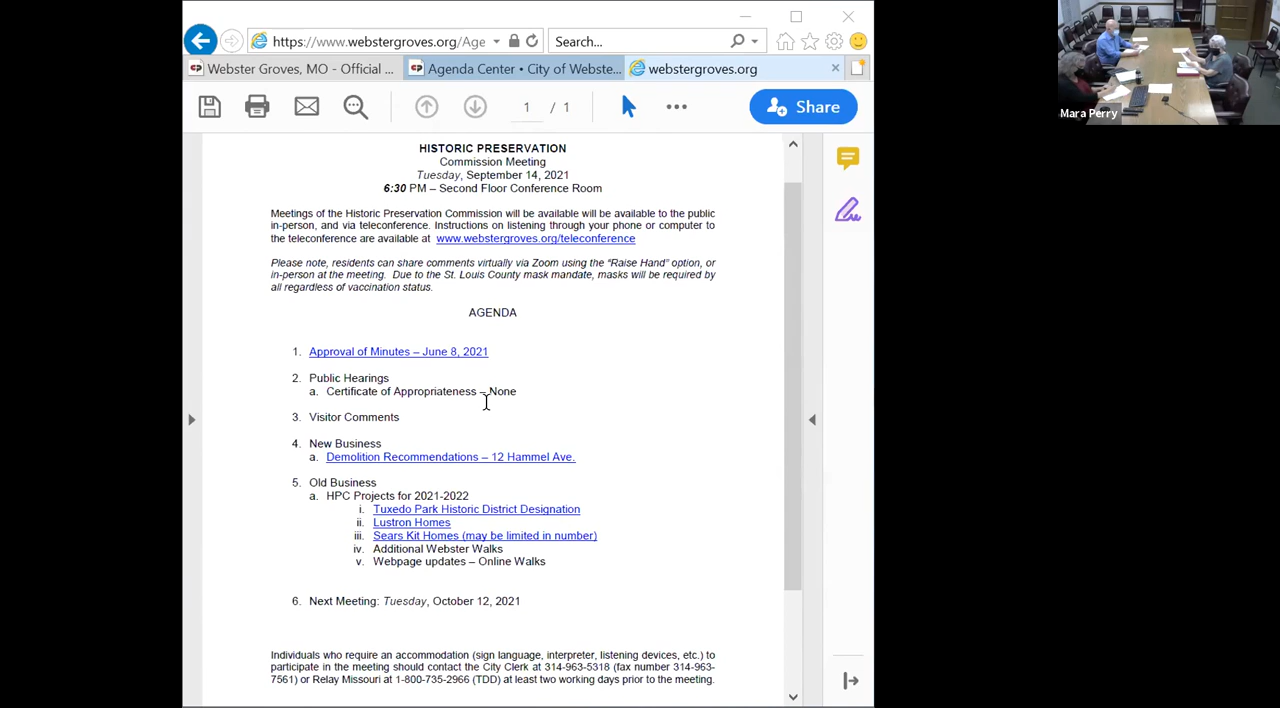 https://www.webstergroves.org/Age
Search...
Webster Groves, MO - Official ...
Agenda Center • City of Webste...
webstergroves.org
1 / 1
Share
HISTORIC PRESERVATION
Commission Meeting
Tuesday, September 14, 2021
6:30 PM – Second Floor Conference Room
Meetings of the Historic Preservation Commission will be available will be available to the public
in-person, and via teleconference. Instructions on listening through your phone or computer to
the teleconference are available at www.webstergroves.org/teleconference
Please note, residents can share comments virtually via Zoom using the “Raise Hand” option, or
in-person at the meeting. Due to the St. Louis County mask mandate, masks will be required by
all regardless of vaccination status.
AGENDA
1. Approval of Minutes – June 8, 2021
2. Public Hearings
a. Certificate of Appropriateness – None
3. Visitor Comments
4. New Business
a. Demolition Recommendations – 12 Hammel Ave.
5. Old Business
a. HPC Projects for 2021-2022
i. Tuxedo Park Historic District Designation
ii. Lustron Homes
iii. Sears Kit Homes (may be limited in number)
iv. Additional Webster Walks
v. Webpage updates – Online Walks
6. Next Meeting: Tuesday, October 12, 2021
Individuals who require an accommodation (sign language, interpreter, listening devices, etc.) to
participate in the meeting should contact the City Clerk at 314-963-5318 (fax number 314-963-
7561) or Relay Missouri at 1-800-735-2966 (TDD) at least two working days prior to the meeting.
Mara Perry